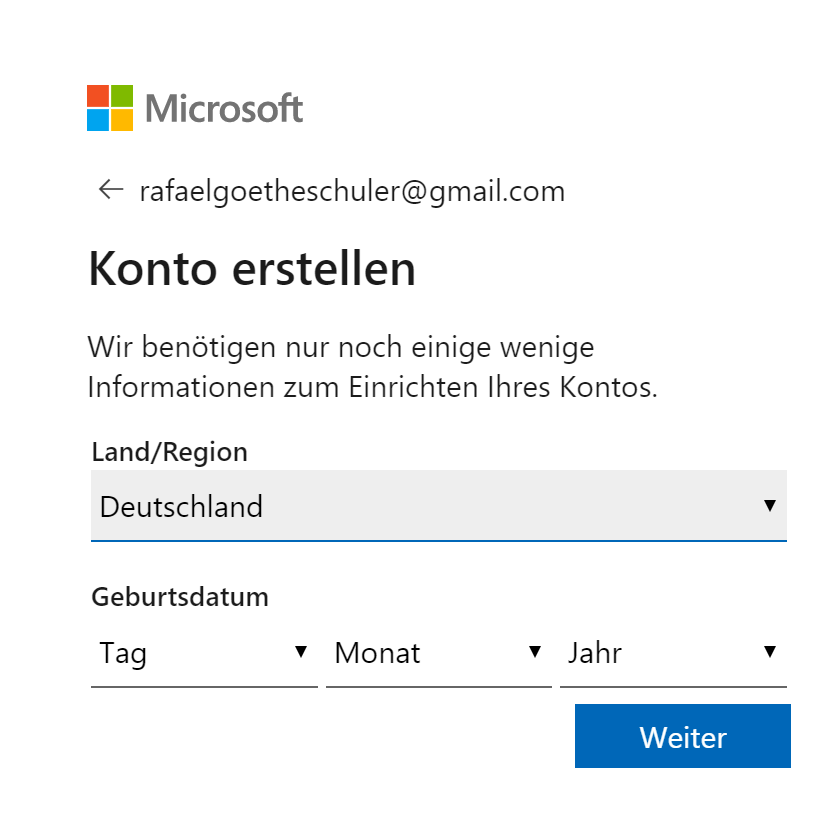 Microsoft
rafaelgoetheschuler@gmail.com
Konto erstellen
Wir benötigen nur noch einige wenige
Informationen zum Einrichten Ihres Kontos.
Land/Region
Deutschland
Geburtsdatum
Tag Monat Jahr
Weiter